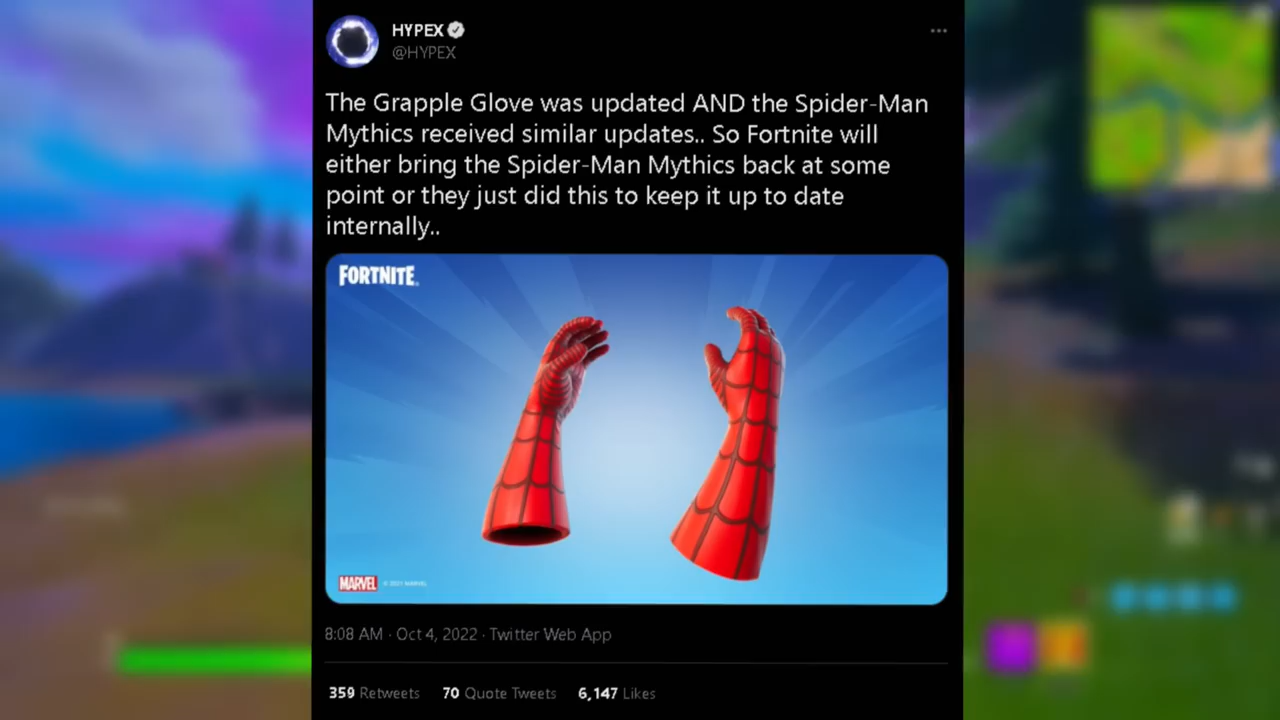 HYPEX
@HYPEX
The Grapple Glove was updated AND the Spider-Man
Mythics received similar updates.. So Fortnite will
either bring the Spider-Man Mythics back at some
point or they just did this to keep it up to date
internally..
FORTNITE
MARVEL © 2021 MARVEL
8:08 AM · Oct 4, 2022 · Twitter Web App
359 Retweets 70 Quote Tweets 6,147 Likes